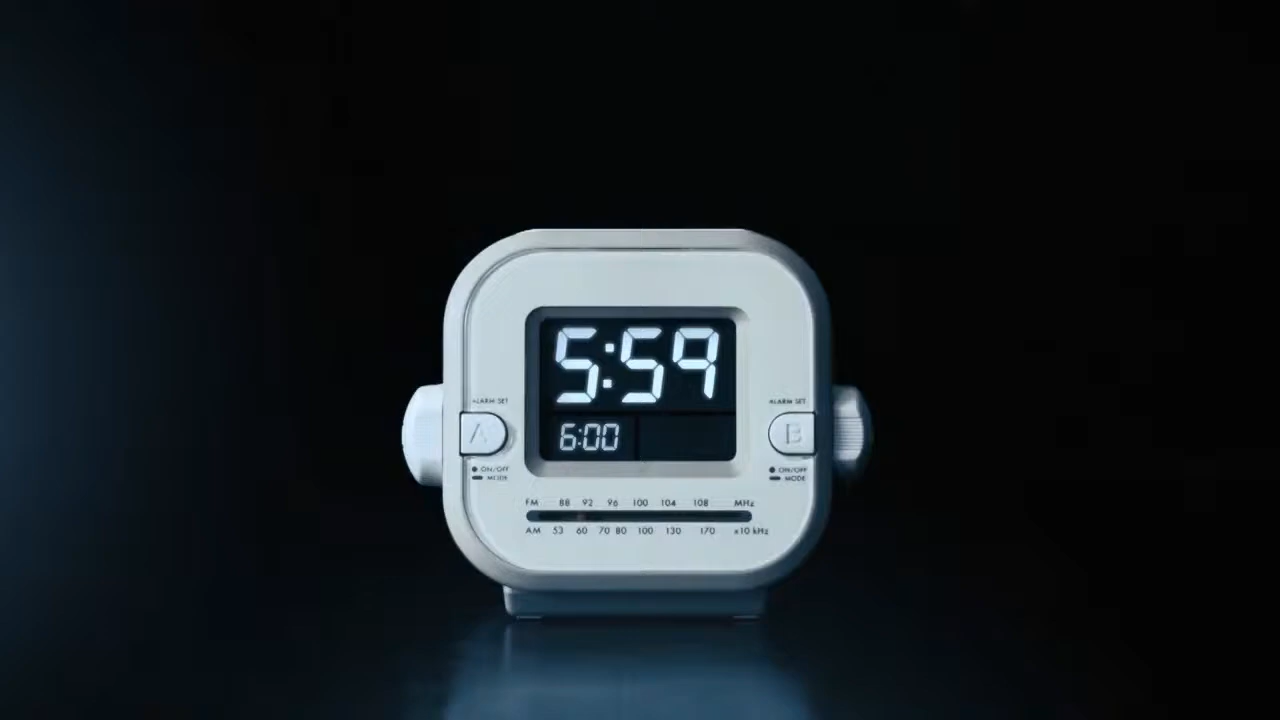 5:59
6:00
ALARM SET
A
ON/OFF
MODE
ALARM SET
B
ON/OFF
MODE
FM 88 92 96 100 104 108 MHz
AM 53 60 70 80 100 130 170 x10 kHz